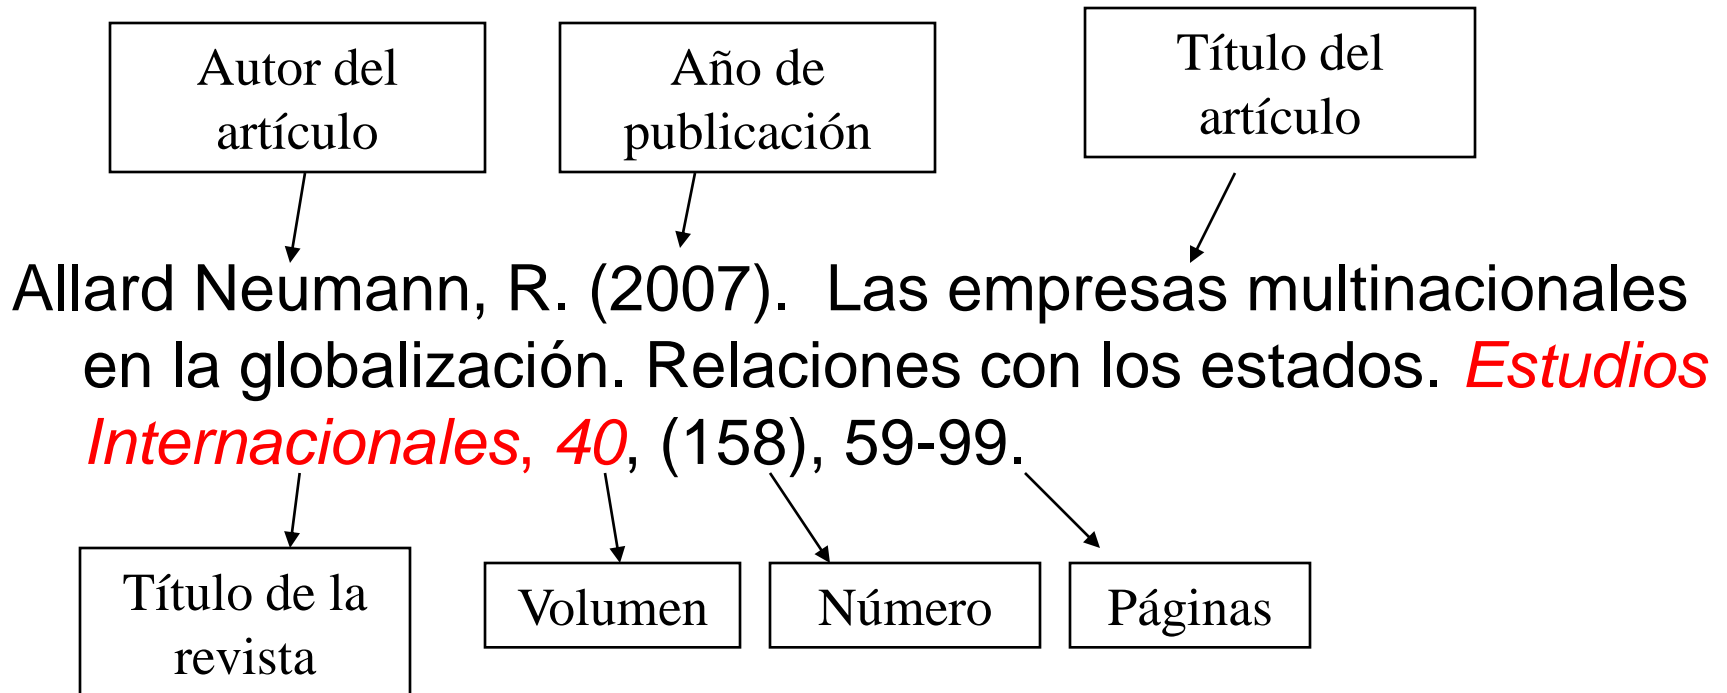 Autor del
artículo
Año de
publicación
Título del
artículo
Allard Neumann, R. (2007).  Las empresas multinacionales
en la globalización. Relaciones con los estados. Estudios
Internacionales, 40, (158), 59-99.
Título de la
revista
Volumen
Número
Páginas